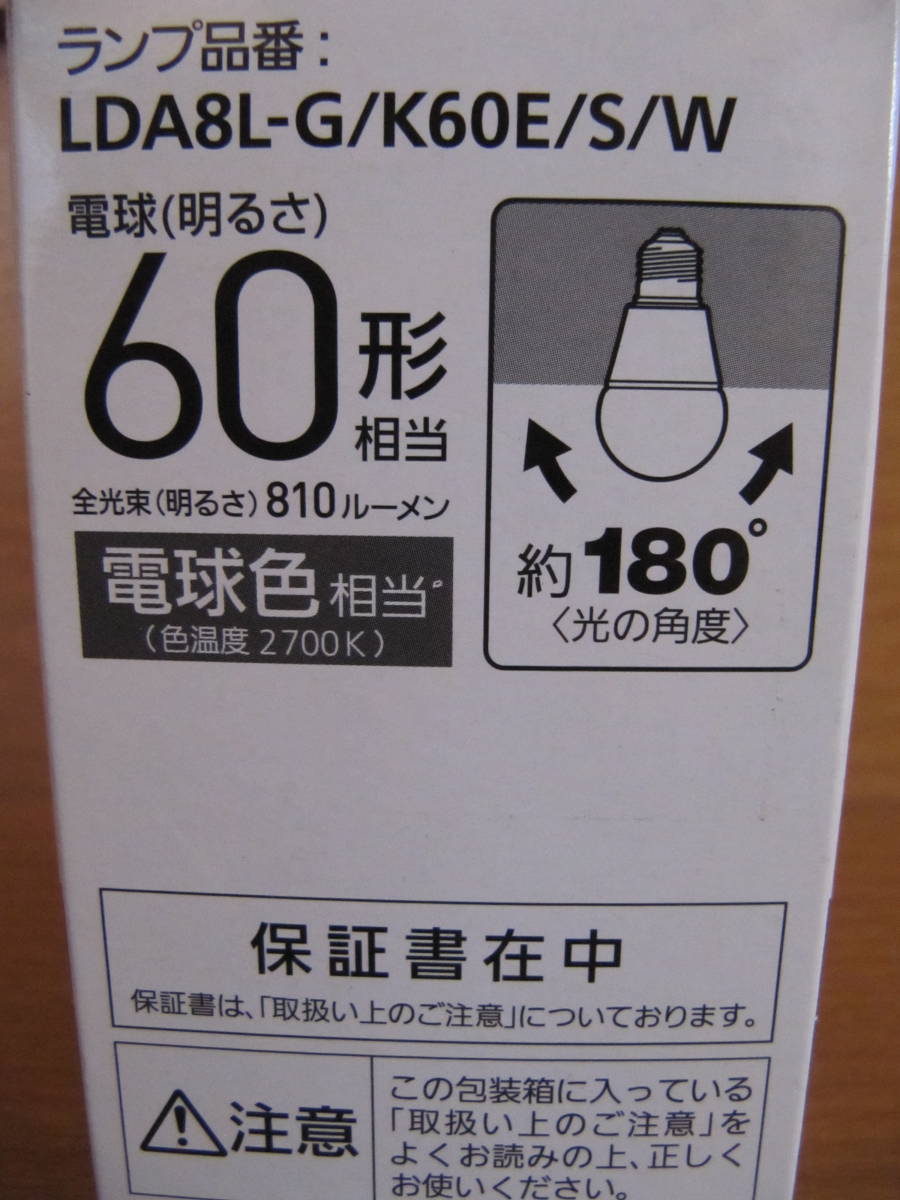 ランプ品番:
LDA8L-G/K60E/S/W
電球(明るさ)
60形
相当
全光束(明るさ)810ルーメン
電球色相当
(色温度2700K)
約180°
〈光の角度〉
保証書在中
保証書は、「取扱い上のご注意」についております。
注意
この包装箱に入っている
「取扱い上のご注意」を
よくお読みの上、正しく
お使いください。